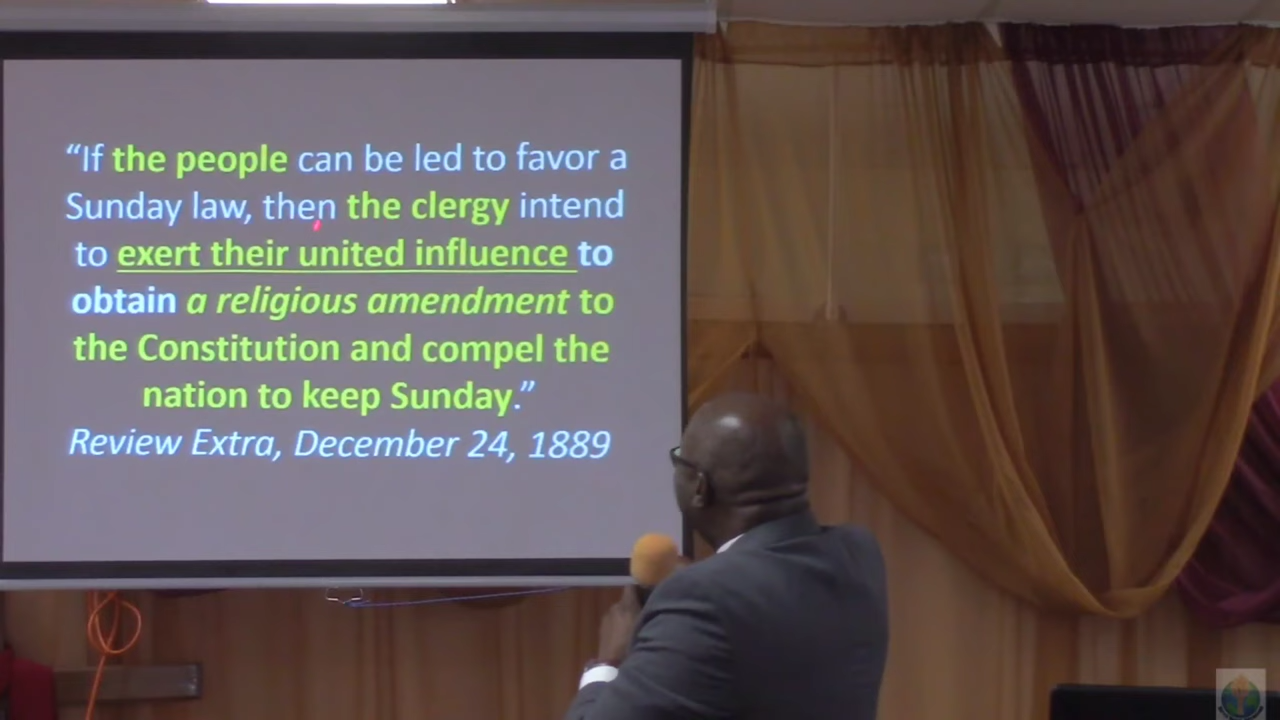 “If the people can be led to favor a
Sunday law, then the clergy intend
to exert their united influence to
obtain a religious amendment to
the Constitution and compel the
nation to keep Sunday.”
Review Extra, December 24, 1889